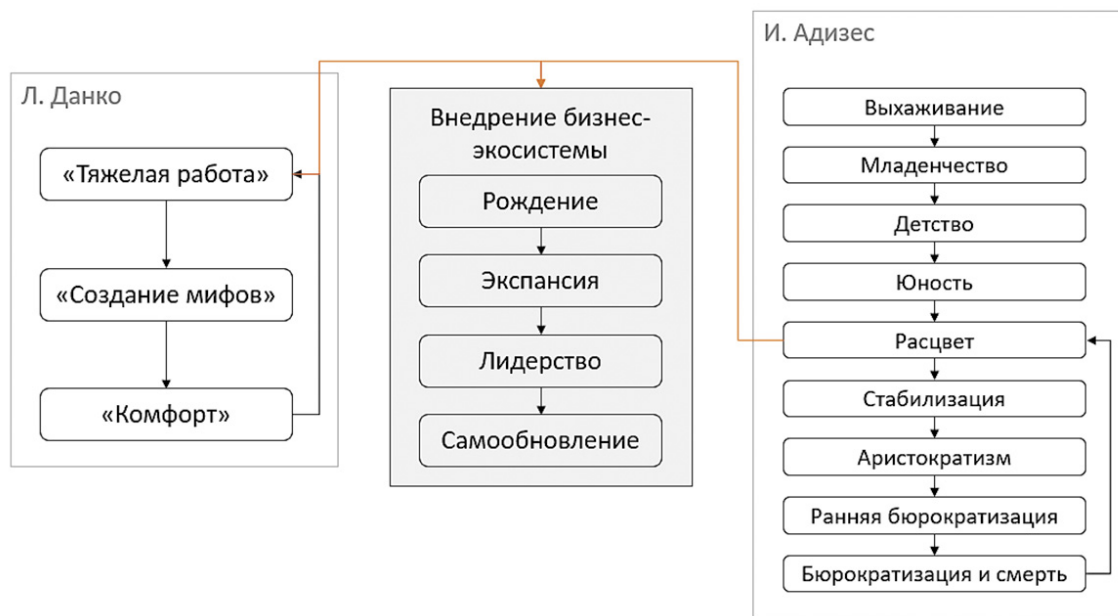 Л. Данко
«Тяжелая работа»
«Создание мифов»
«Комфорт»
Внедрение бизнес-
экосистемы
Рождение
Экспансия
Лидерство
Самообновление
И. Адизес
Выхаживание
Младенчество
Детство
Юность
Расцвет
Стабилизация
Аристократизм
Ранняя бюрократизация
Бюрократизация и смерть